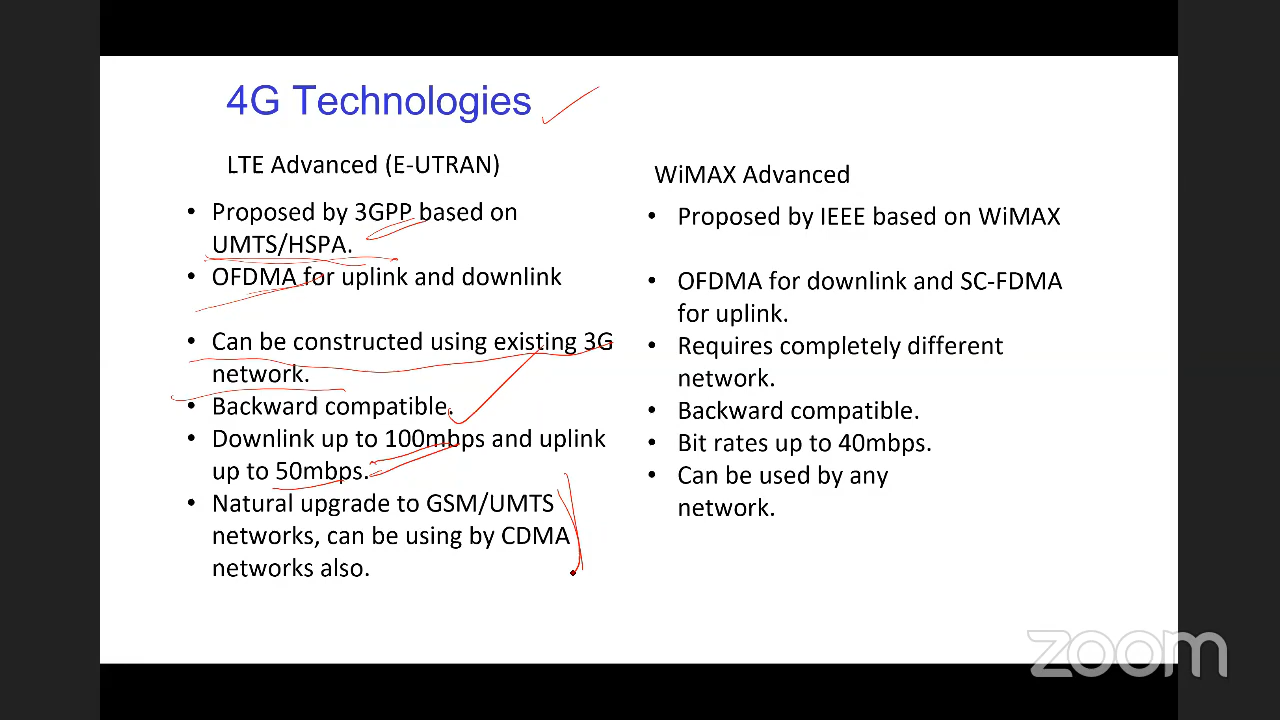 4G Technologies
LTE Advanced (E-UTRAN)
• Proposed by 3GPP based on
UMTS/HSPA.
• OFDMA for uplink and downlink
• Can be constructed using existing 3G
network.
• Backward compatible.
• Downlink up to 100mbps and uplink
up to 50mbps.
• Natural upgrade to GSM/UMTS
networks, can be using by CDMA
networks also.
WiMAX Advanced
• Proposed by IEEE based on WiMAX
• OFDMA for downlink and SC-FDMA
for uplink.
• Requires completely different
network.
• Backward compatible.
• Bit rates up to 40mbps.
• Can be used by any
network.
zoom